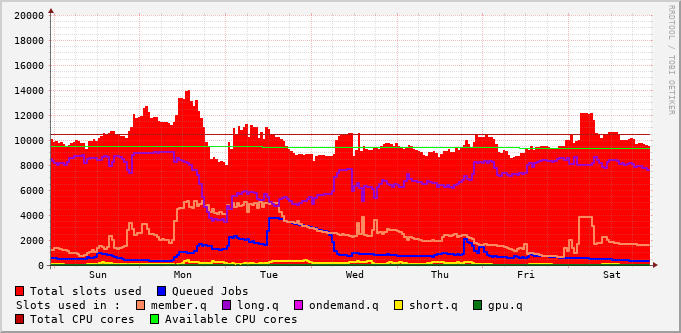 RRDTOOL / TOBI OETIKER
20000
18000
16000
14000
12000
10000
8000
6000
4000
2000
0
Sun Mon Tue Wed Thu Fri Sat
Total slots used Queued Jobs
Slots used in : member.q long.q ondemand.q short.q gpu.q
Total CPU cores Available CPU cores